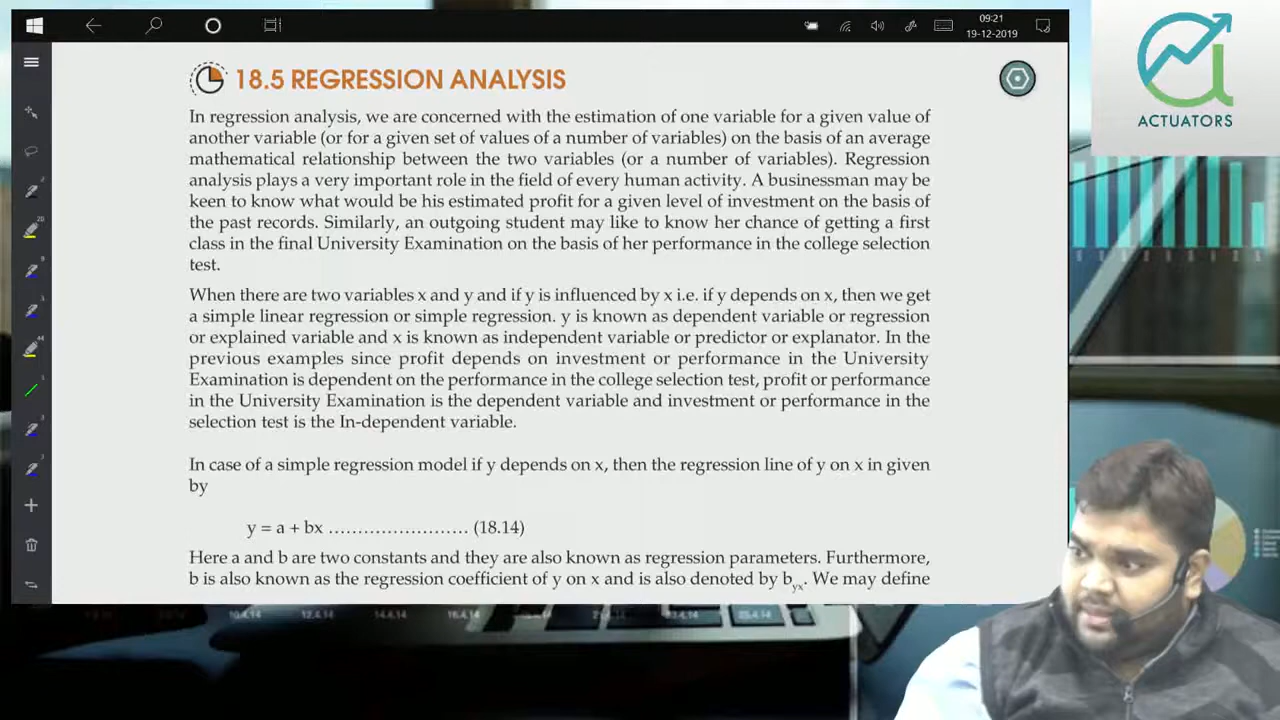 09:21
19-12-2019
18.5 REGRESSION ANALYSIS
In regression analysis, we are concerned with the estimation of one variable for a given value of
another variable (or for a given set of values of a number of variables) on the basis of an average
mathematical relationship between the two variables (or a number of variables). Regression
analysis plays a very important role in the field of every human activity. A businessman may be
keen to know what would be his estimated profit for a given level of investment on the basis of
the past records. Similarly, an outgoing student may like to know her chance of getting a first
class in the final University Examination on the basis of her performance in the college selection
test.
When there are two variables x and y and if y is influenced by x i.e. if y depends on x, then we get
a simple linear regression or simple regression. y is known as dependent variable or regression
or explained variable and x is known as independent variable or predictor or explanator. In the
previous examples since profit depends on investment or performance in the University
Examination is dependent on the performance in the college selection test, profit or performance
in the University Examination is the dependent variable and investment or performance in the
selection test is the In-dependent variable.
In case of a simple regression model if y depends on x, then the regression line of y on x in given
by
y = a + bx ........................ (18.14)
Here a and b are two constants and they are also known as regression parameters. Furthermore,
b is also known as the regression coefficient of y on x and is also denoted by byx. We may define
ACTUATORS
10.4.14 12.4.14 14.4.14 16.4.14